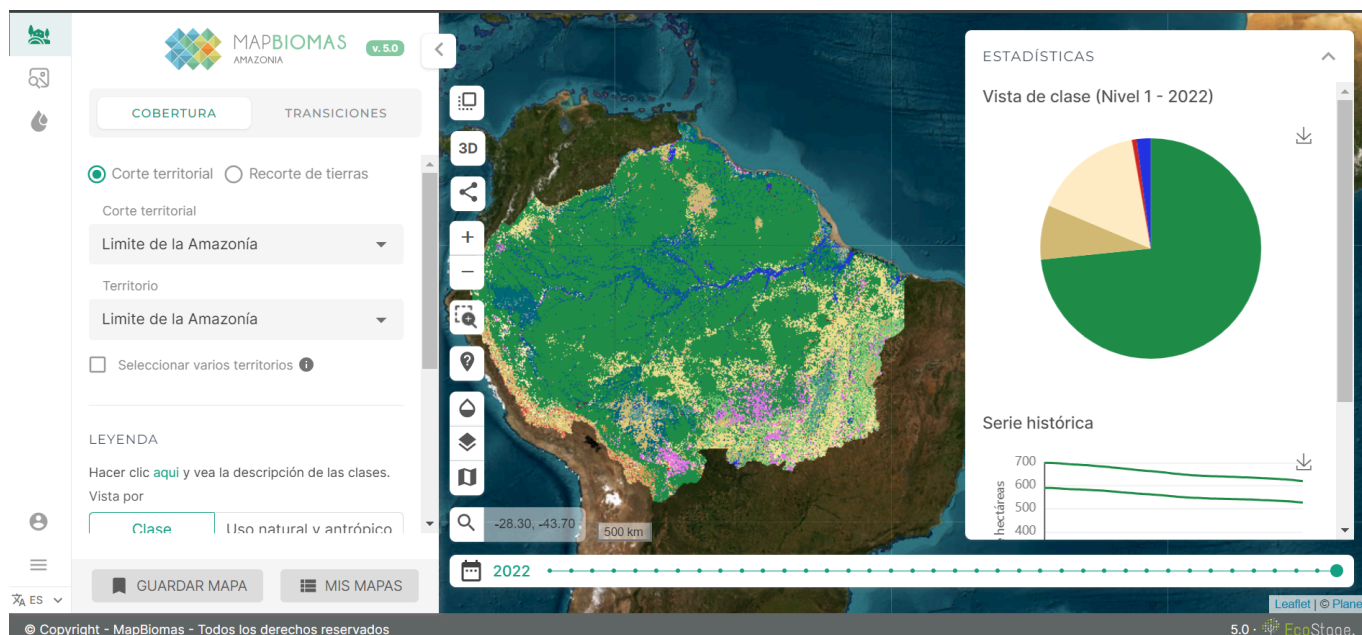 MAPBIOMAS
AMAZONIA
v. 5.0
COBERTURA
TRANSICIONES
Corte territorial
Recorte de tierras
Corte territorial
Limite de la Amazonía
Territorio
Limite de la Amazonía
Seleccionar varios territorios
LEYENDA
Hacer clic aqui y vea la descripción de las clases.
Vista por
Clase
Uso natural y antrópico
GUARDAR MAPA
MIS MAPAS
ES
3D
-28.30, -43.70
500 km
2022
ESTADÍSTICAS
Vista de clase (Nivel 1 - 2022)
Serie histórica
700
600
500
400
hectáreas
Leaflet | © Plane
© Copyright - MapBiomas - Todos los derechos reservados
5.0 · EcoStage.